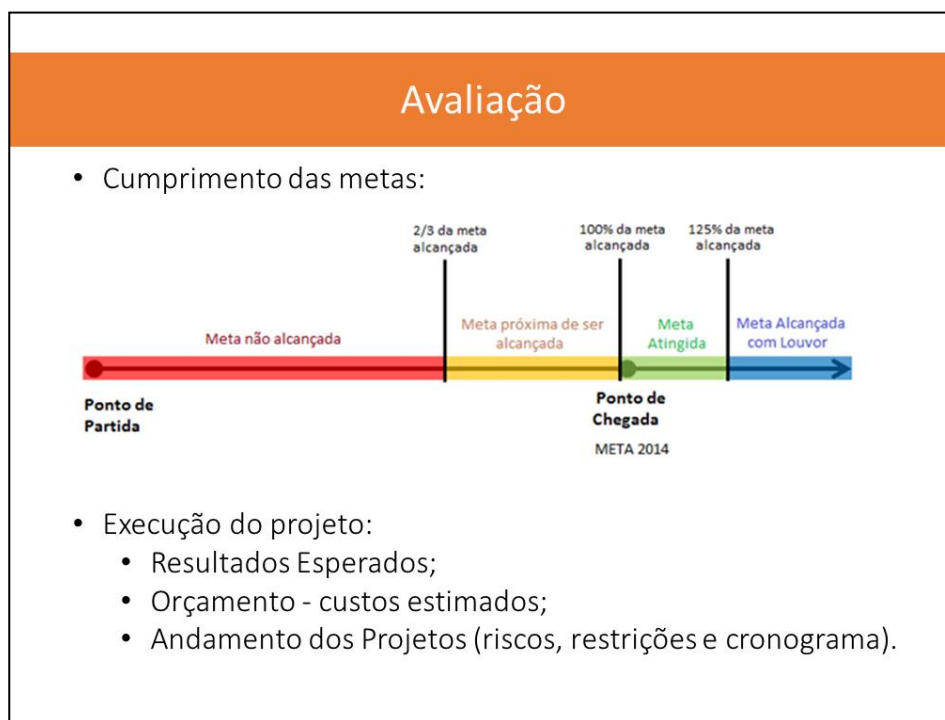 Avaliação
• Cumprimento das metas:
2/3 da meta
alcançada
100% da meta
alcançada
125% da meta
alcançada
Meta não alcançada
Meta próxima de ser
alcançada
Meta
Atingida
Meta Alcançada
com Louvor
Ponto de
Partida
Ponto de
Chegada
META 2014
• Execução do projeto:
• Resultados Esperados;
• Orçamento - custos estimados;
• Andamento dos Projetos (riscos, restrições e cronograma).